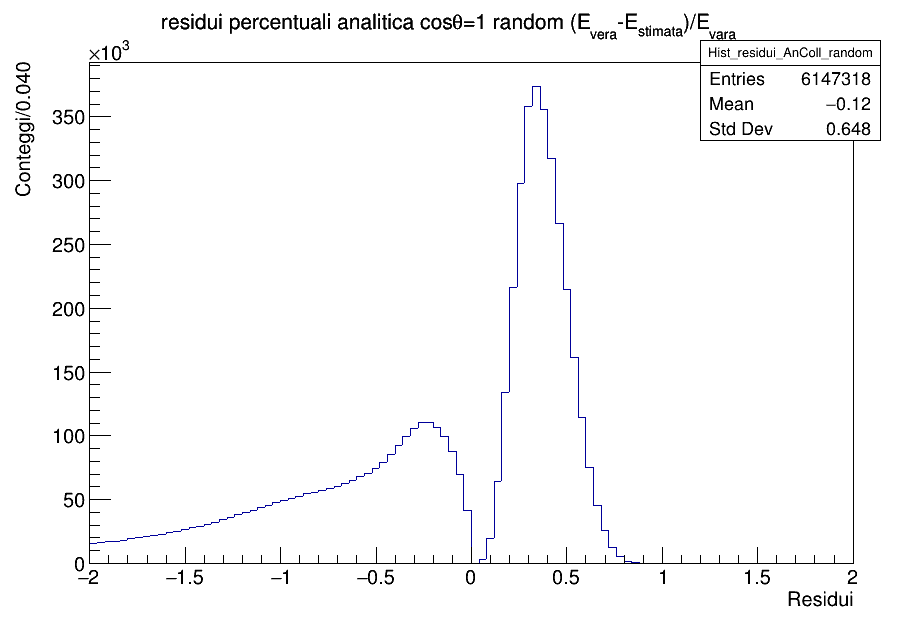 residui percentuali analitica cosθ=1 random (E_vera-E_stimata)/E_vara
×10³
Hist_residui_AnColl_random
Entries 6147318
Mean −0.12
Std Dev 0.648
Conteggi/0.040
350
300
250
200
150
100
50
0
−2 −1.5 −1 −0.5 0 0.5 1 1.5 2
Residui